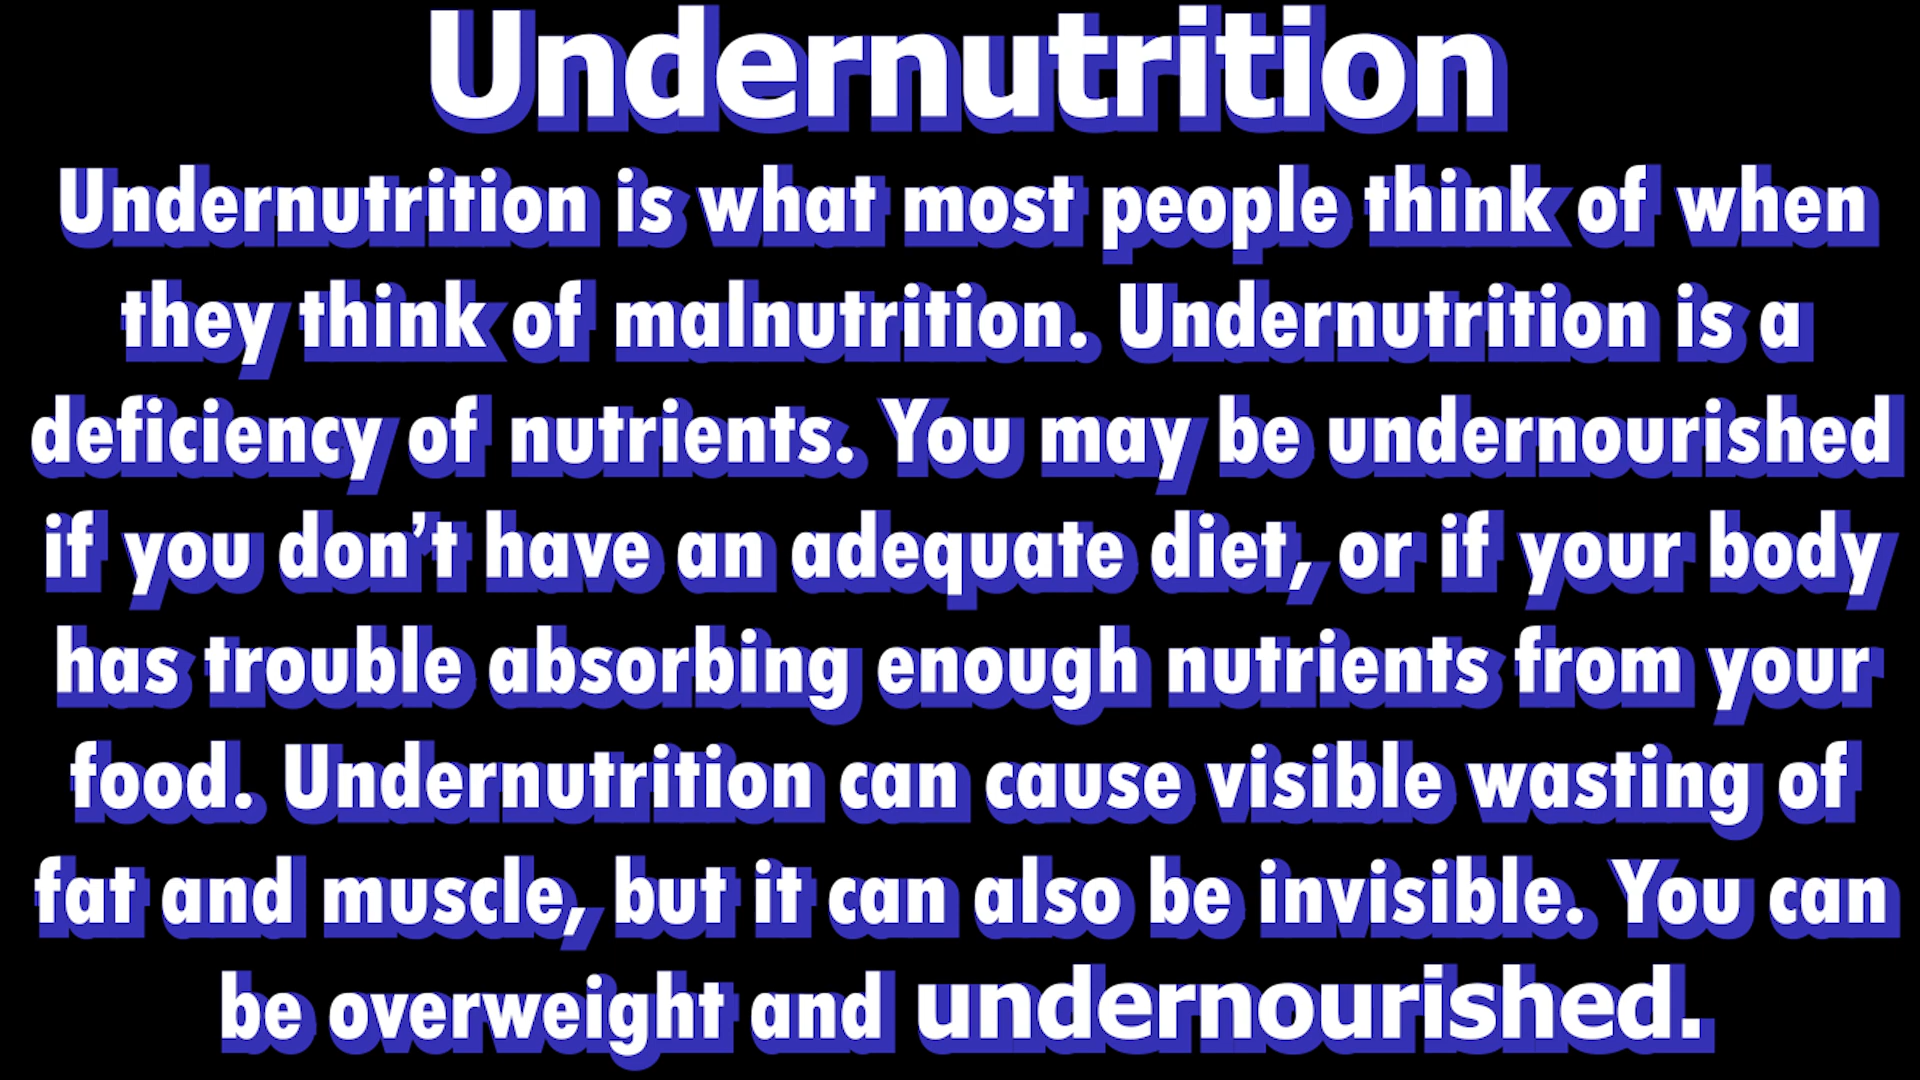 Undernutrition
Undernutrition is what most people think of when
they think of malnutrition. Undernutrition is a
deficiency of nutrients. You may be undernourished
if you don’t have an adequate diet, or if your body
has trouble absorbing enough nutrients from your
food. Undernutrition can cause visible wasting of
fat and muscle, but it can also be invisible. You can
be overweight and undernourished.